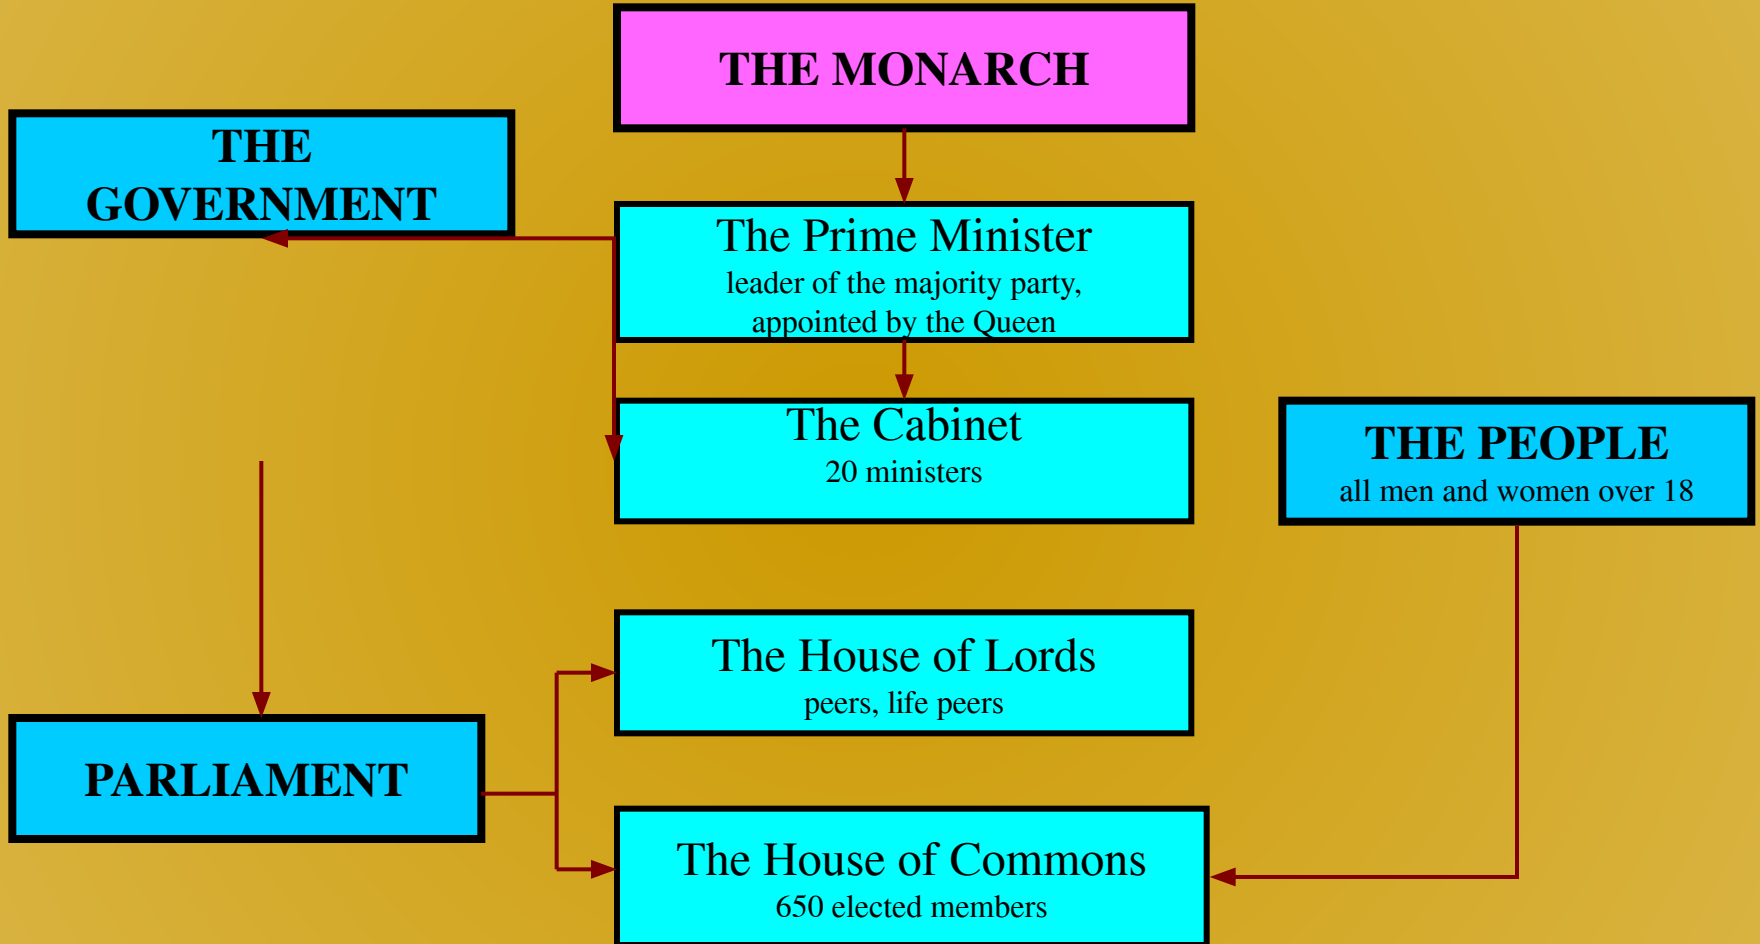 THE MONARCH
THE
GOVERNMENT
The Prime Minister
leader of the majority party,
appointed by the Queen
The Cabinet
20 ministers
THE PEOPLE
all men and women over 18
The House of Lords
peers, life peers
PARLIAMENT
The House of Commons
650 elected members